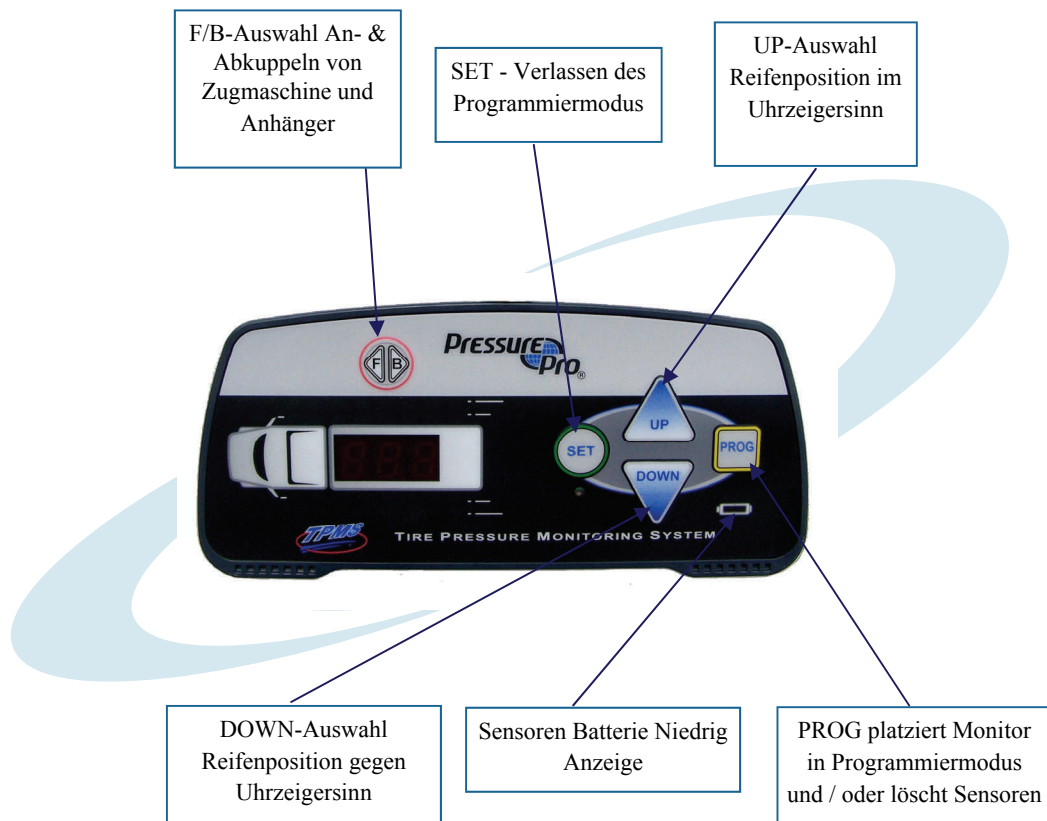 F/B-Auswahl An- &
Abkuppeln von
Zugmaschine und
Anhänger
SET - Verlassen des
Programmiermodus
UP-Auswahl
Reifenposition im
Uhrzeigersinn
F B
Pressure
Pro®
UP
SET
PROG
DOWN
TPMS
TIRE PRESSURE MONITORING SYSTEM
DOWN-Auswahl
Reifenposition gegen
Uhrzeigersinn
Sensoren Batterie Niedrig
Anzeige
PROG platziert Monitor
in Programmiermodus
und / oder löscht Sensoren